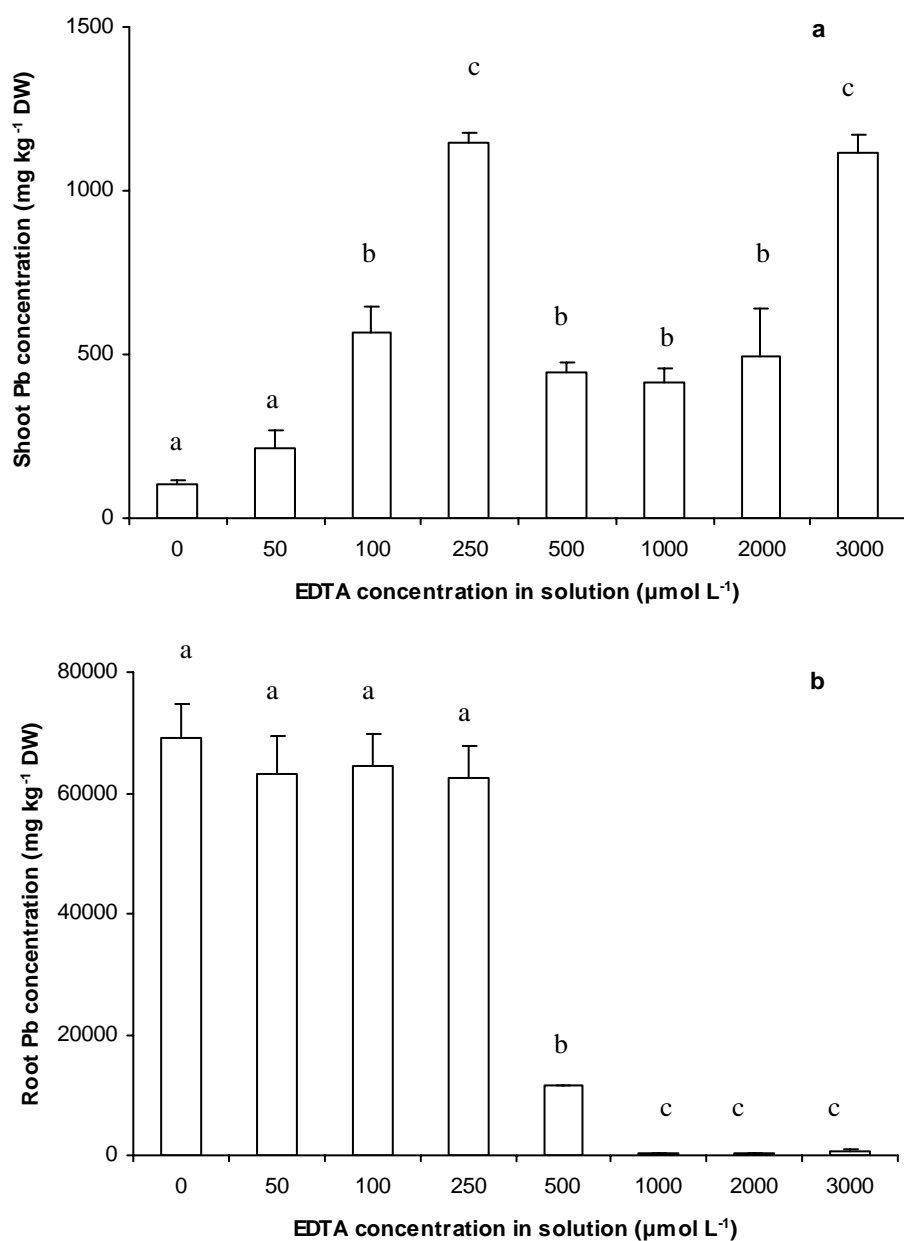 a
Shoot Pb concentration (mg kg⁻¹ DW)
1500
1000
500
0
a
a
b
c
b
b
b
c
0 50 100 250 500 1000 2000 3000
EDTA concentration in solution (µmol L⁻¹)
b
Root Pb concentration (mg kg⁻¹ DW)
80000
60000
40000
20000
0
a
a
a
a
b
c
c
c
0 50 100 250 500 1000 2000 3000
EDTA concentration in solution (µmol L⁻¹)